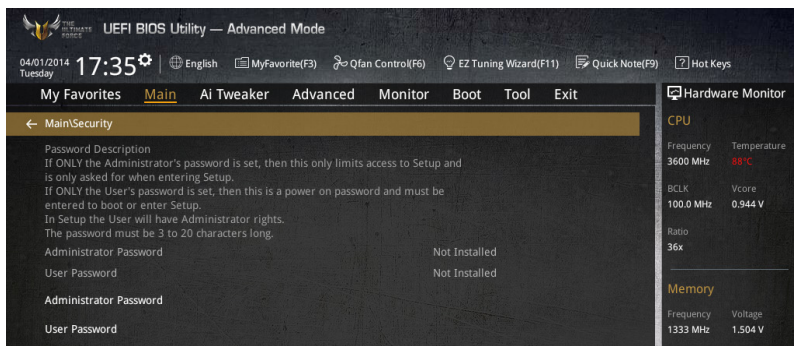 THE ULTIMATE FORCE
UEFI BIOS Utility — Advanced Mode
04/01/2014 Tuesday
17:35
English
MyFavorite(F3)
Qfan Control(F6)
EZ Tuning Wizard(F11)
Quick Note(F9)
? Hot Keys
My Favorites Main Ai Tweaker Advanced Monitor Boot Tool Exit
Hardware Monitor
← Main\Security
Password Description
If ONLY the Administrator's password is set, then this only limits access to Setup and
is only asked for when entering Setup.
If ONLY the User's password is set, then this is a power on password and must be
entered to boot or enter Setup.
In Setup the User will have Administrator rights.
The password must be 3 to 20 characters long.
Administrator Password Not Installed
User Password Not Installed
Administrator Password
User Password
CPU
Frequency Temperature
3600 MHz 88°C
BCLK Vcore
100.0 MHz 0.944 V
Ratio
36x
Memory
Frequency Voltage
1333 MHz 1.504 V